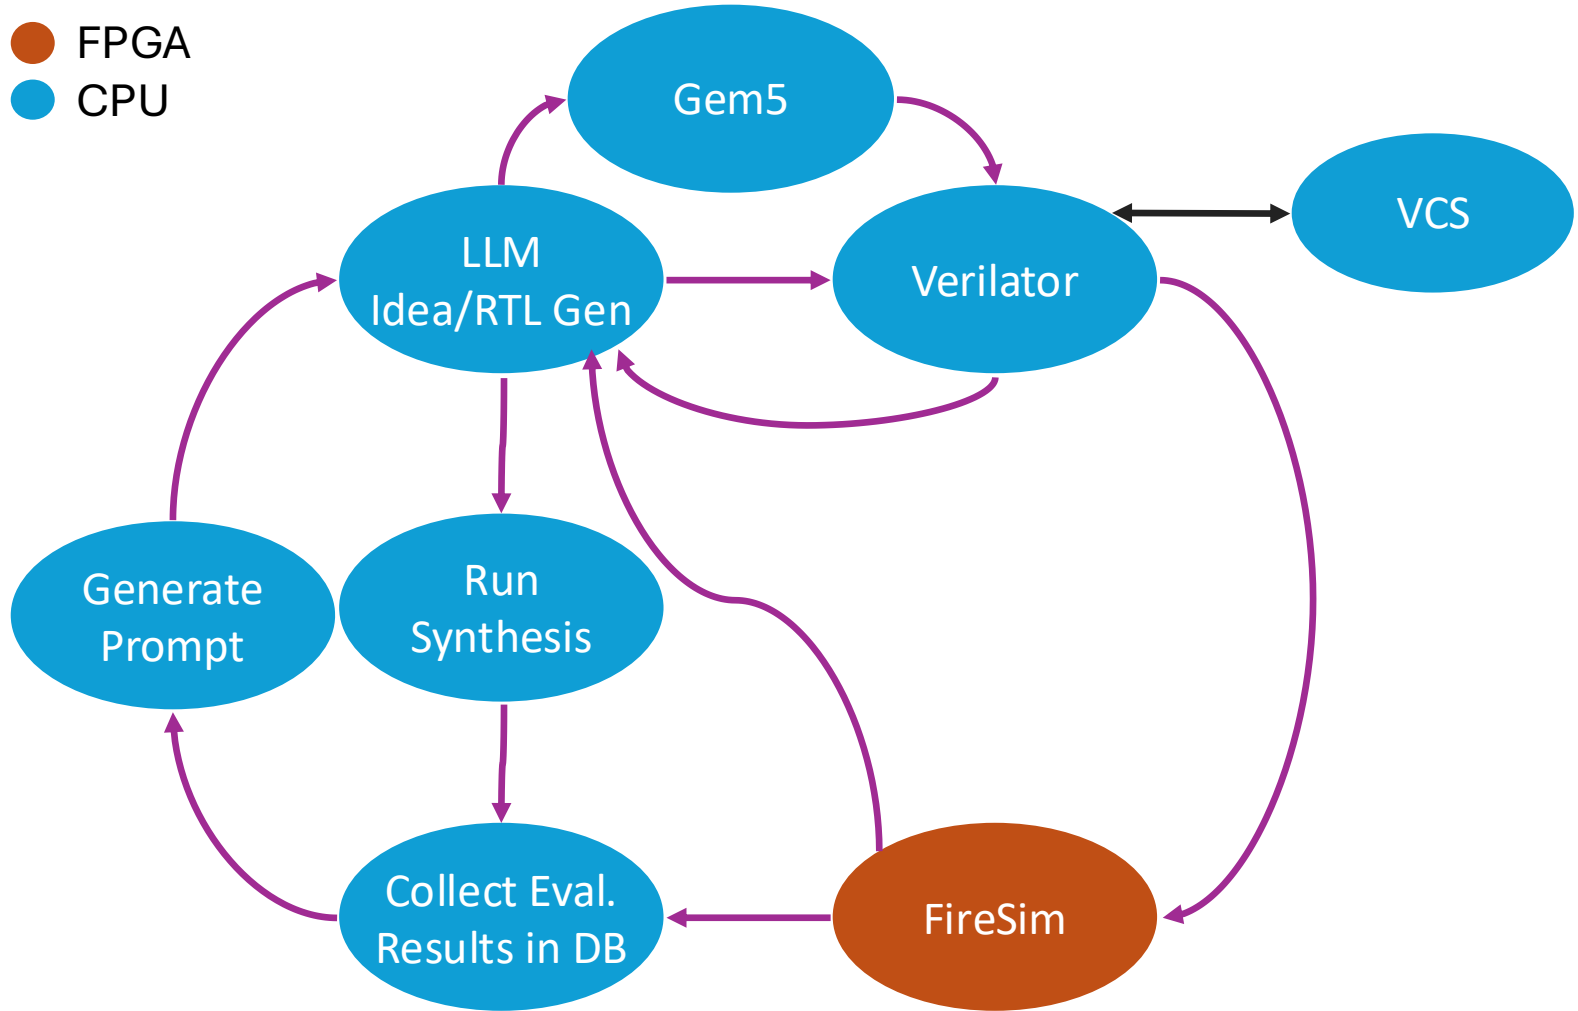 FPGA
CPU
Gem5
VCS
LLM
Idea/RTL Gen
Verilator
Generate
Prompt
Run
Synthesis
Collect Eval.
Results in DB
FireSim